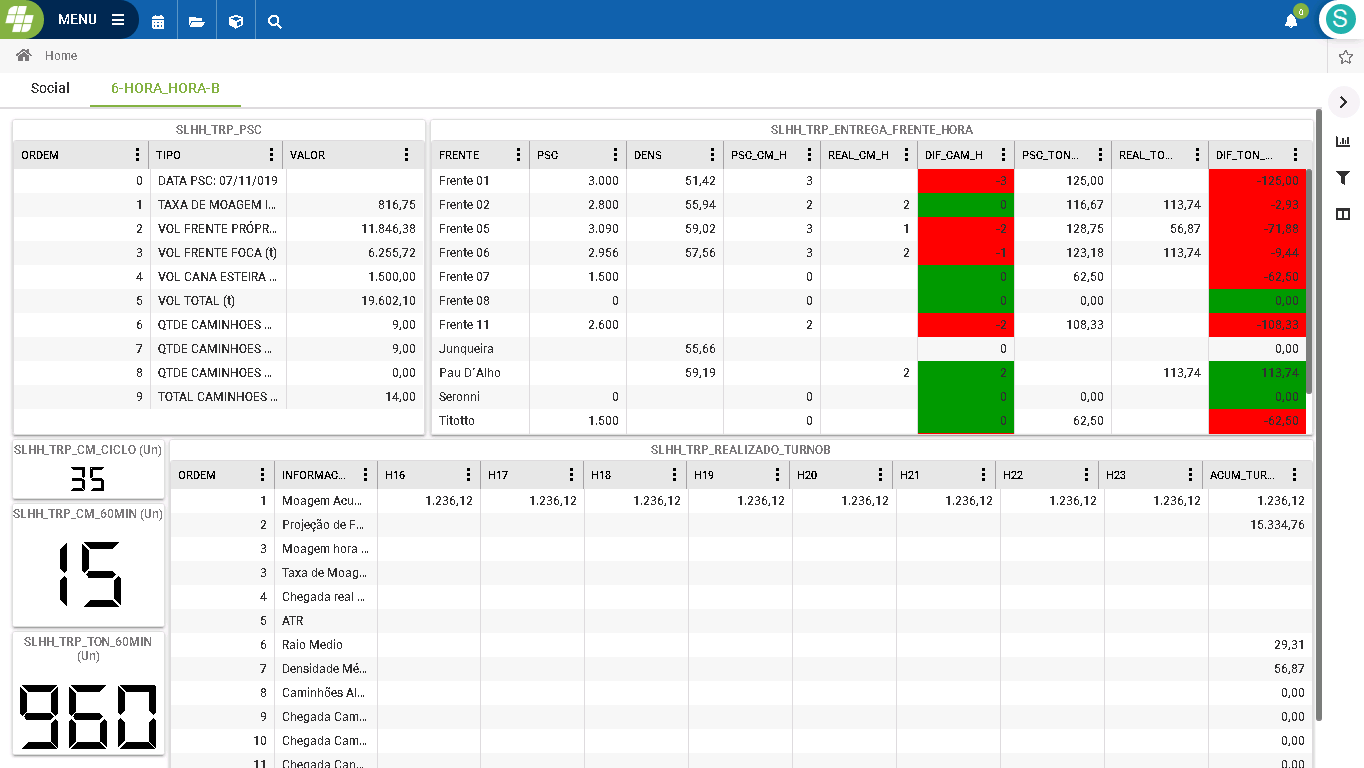 MENU
0
S
Home
Social 6-HORA_HORA-B
SLHH_TRP_PSC
ORDEM TIPO VALOR
0 DATA PSC: 07/11/019
1 TAXA DE MOAGEM I... 816,75
2 VOL FRENTE PRÓPR... 11.846,38
3 VOL FRENTE FOCA (t) 6.255,72
4 VOL CANA ESTEIRA ... 1.500,00
5 VOL TOTAL (t) 19.602,10
6 QTDE CAMINHOES ... 9,00
7 QTDE CAMINHOES ... 9,00
8 QTDE CAMINHOES ... 0,00
9 TOTAL CAMINHOES ... 14,00
SLHH_TRP_ENTREGA_FRENTE_HORA
FRENTE PSC DENS PSC_CM_H REAL_CM_H DIF_CAM_H PSC_TON... REAL_TO... DIF_TON_...
Frente 01 3.000 51,42 3 -3 125,00 -125,00
Frente 02 2.800 55,94 2 2 0 116,67 113,74 -2,93
Frente 05 3.090 59,02 3 1 -2 128,75 56,87 -71,88
Frente 06 2.956 57,56 3 2 -1 123,18 113,74 -9,44
Frente 07 1.500 0 0 62,50 -62,50
Frente 08 0 0 0 0,00 0,00
Frente 11 2.600 2 -2 108,33 -108,33
Junqueira 55,66 0 0,00
Pau D´Alho 59,19 2 2 113,74 113,74
Seronni 0 0 0 0,00 0,00
Titotto 1.500 0 0 62,50 -62,50
SLHH_TRP_CM_CICLO (Un)
35
SLHH_TRP_CM_60MIN (Un)
15
SLHH_TRP_TON_60MIN
(Un)
960
SLHH_TRP_REALIZADO_TURNOB
ORDEM INFORMAC... H16 H17 H18 H19 H20 H21 H22 H23 ACUM_TUR...
1 Moagem Acu... 1.236,12 1.236,12 1.236,12 1.236,12 1.236,12 1.236,12 1.236,12 1.236,12 1.236,12
2 Projeção de F... 15.334,76
3 Moagem hora ...
3 Taxa de Moag...
4 Chegada real ...
5 ATR
6 Raio Medio 29,31
7 Densidade Mé... 56,87
8 Caminhões Al... 0,00
9 Chegada Cam... 0,00
10 Chegada Cam... 0,00
11 Chegada Can... 0,00